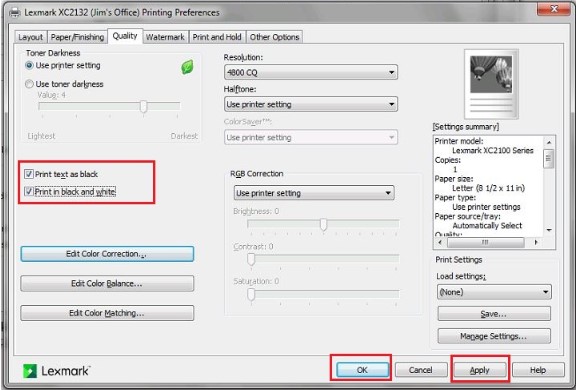 Lexmark XC2132 (Jim's Office) Printing Preferences
Layout Paper/Finishing Quality Watermark Print and Hold Other Options
Toner Darkness
Use printer setting
Use toner darkness
Value: 4
Lightest Darkest
Print text as black
Print in black and white
Edit Color Correction...
Edit Color Balance...
Edit Color Matching...
Resolution:
4800 CQ
Halftone:
Use printer setting
ColorSaver™:
Use printer setting
RGB Correction
Use printer setting
Brightness: 0
Contrast: 0
Saturation: 0
[Settings summary]
Printer model:
Lexmark XC2100 Series
Copies:
1
Paper size:
Letter (8 1/2 x 11 in)
Paper type:
Use printer settings
Paper source/tray:
Automatically Select
Quality:
Print Settings
Load settings:
(None)
Save...
Manage Settings...
Lexmark
OK Cancel Apply Help